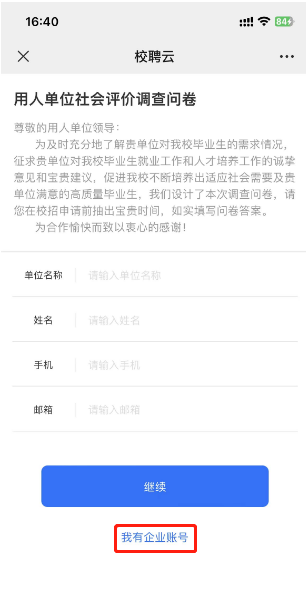 16:40
84
校聘云
用人单位社会评价调查问卷
尊敬的用人单位领导：
为及时充分地了解贵单位对我校毕业生的需求情况，
征求贵单位对我校毕业生就业工作和人才培养工作的诚挚
意见和宝贵建议，促进我校不断培养出适应社会需要及贵
单位满意的高质量毕业生，我们设计了本次调查问卷，请
您在校招申请前抽出宝贵时间，如实填写问卷答案。
为合作愉快而致以衷心的感谢！
单位名称 请输入单位名称
姓名 请输入姓名
手机 请输入手机
邮箱 请输入邮箱
继续
我有企业账号